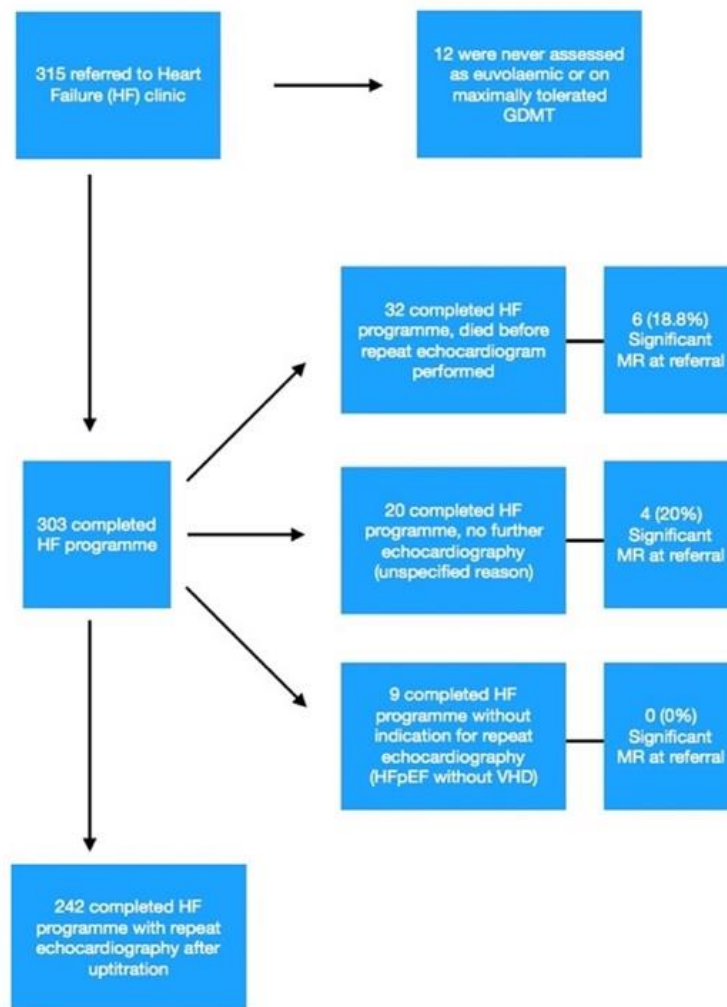 315 referred to Heart
Failure (HF) clinic
12 were never assessed
as euvolaemic or on
maximally tolerated
GDMT
32 completed HF
programme, died before
repeat echocardiogram
performed
6 (18.8%)
Significant
MR at referral
303 completed
HF programme
20 completed HF
programme, no further
echocardiography
(unspecified reason)
4 (20%)
Significant
MR at referral
9 completed HF
programme without
indication for repeat
echocardiography
(HFpEF without VHD)
0 (0%)
Significant
MR at referral
242 completed HF
programme with repeat
echocardiography after
uptitration